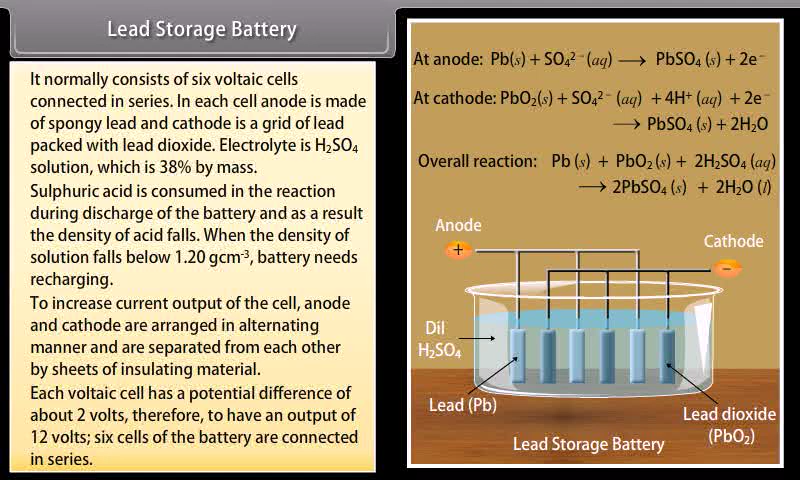 Lead Storage Battery
It normally consists of six voltaic cells
connected in series. In each cell anode is made
of spongy lead and cathode is a grid of lead
packed with lead dioxide. Electrolyte is H₂SO₄
solution, which is 38% by mass.
Sulphuric acid is consumed in the reaction
during discharge of the battery and as a result
the density of acid falls. When the density of
solution falls below 1.20 gcm⁻³, battery needs
recharging.
To increase current output of the cell, anode
and cathode are arranged in alternating
manner and are separated from each other
by sheets of insulating material.
Each voltaic cell has a potential difference of
about 2 volts, therefore, to have an output of
12 volts; six cells of the battery are connected
in series.
At anode: Pb(s) + SO₄²⁻ (aq) ⟶ PbSO₄ (s) + 2e⁻
At cathode: PbO₂(s) + SO₄²⁻ (aq) + 4H⁺ (aq) + 2e⁻
⟶ PbSO₄ (s) + 2H₂O
Overall reaction: Pb (s) + PbO₂ (s) + 2H₂SO₄ (aq)
⟶ 2PbSO₄ (s) + 2H₂O (l)
Anode
+
Cathode
−
Dil
H₂SO₄
Lead (Pb)
Lead dioxide
(PbO₂)
Lead Storage Battery